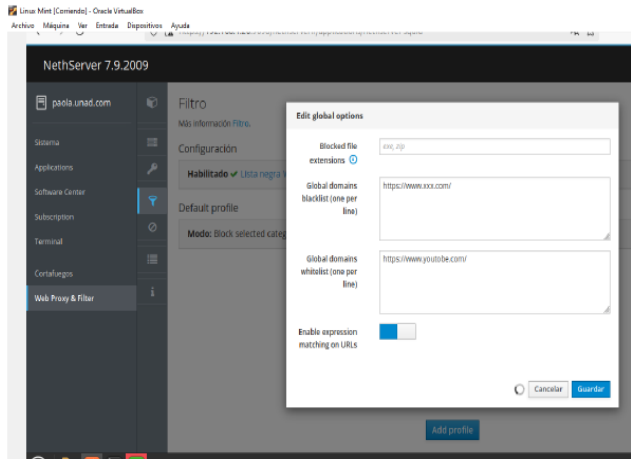 Linux Mint [Corriendo] - Oracle VirtualBox
Archivo Máquina Ver Entrada Dispositivos Ayuda
NethServer 7.9.2009
paola.unad.com
Sistema
Applications
Software Center
Subscription
Terminal
Cortafuegos
Web Proxy & Filter
Filtro
Más información Filtro.
Configuración
Habilitado ✔ Lista negra
Default profile
Modo: Block selected categ
Edit global options
Blocked file extensions
exe, zip
Global domains blacklist (one per line)
https://www.xxx.com/
Global domains whitelist (one per line)
https://www.youtobe.com/
Enable expression matching on URLs
Cancelar
Guardar
Add profile